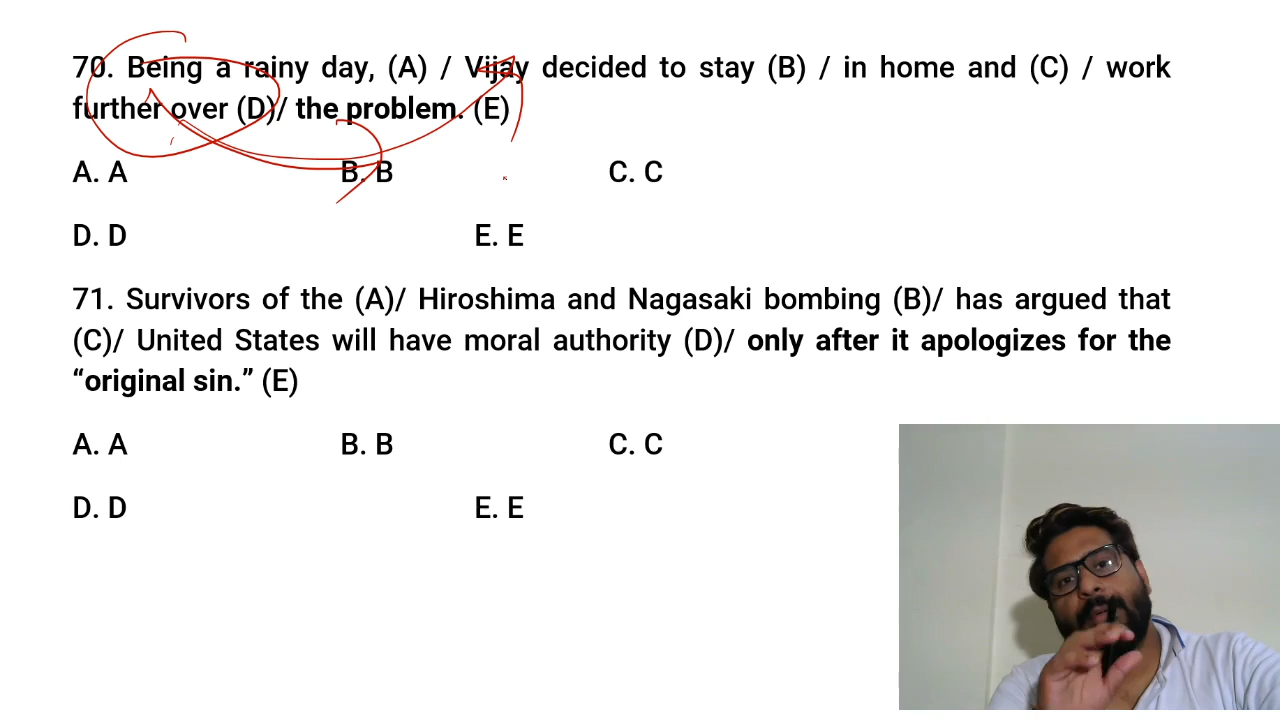 70. Being a rainy day, (A) / Vijay decided to stay (B) / in home and (C) / work
further over (D)/ the problem. (E)
A. A B. B C. C
D. D E. E
71. Survivors of the (A)/ Hiroshima and Nagasaki bombing (B)/ has argued that
(C)/ United States will have moral authority (D)/ only after it apologizes for the
“original sin.” (E)
A. A B. B C. C
D. D E. E